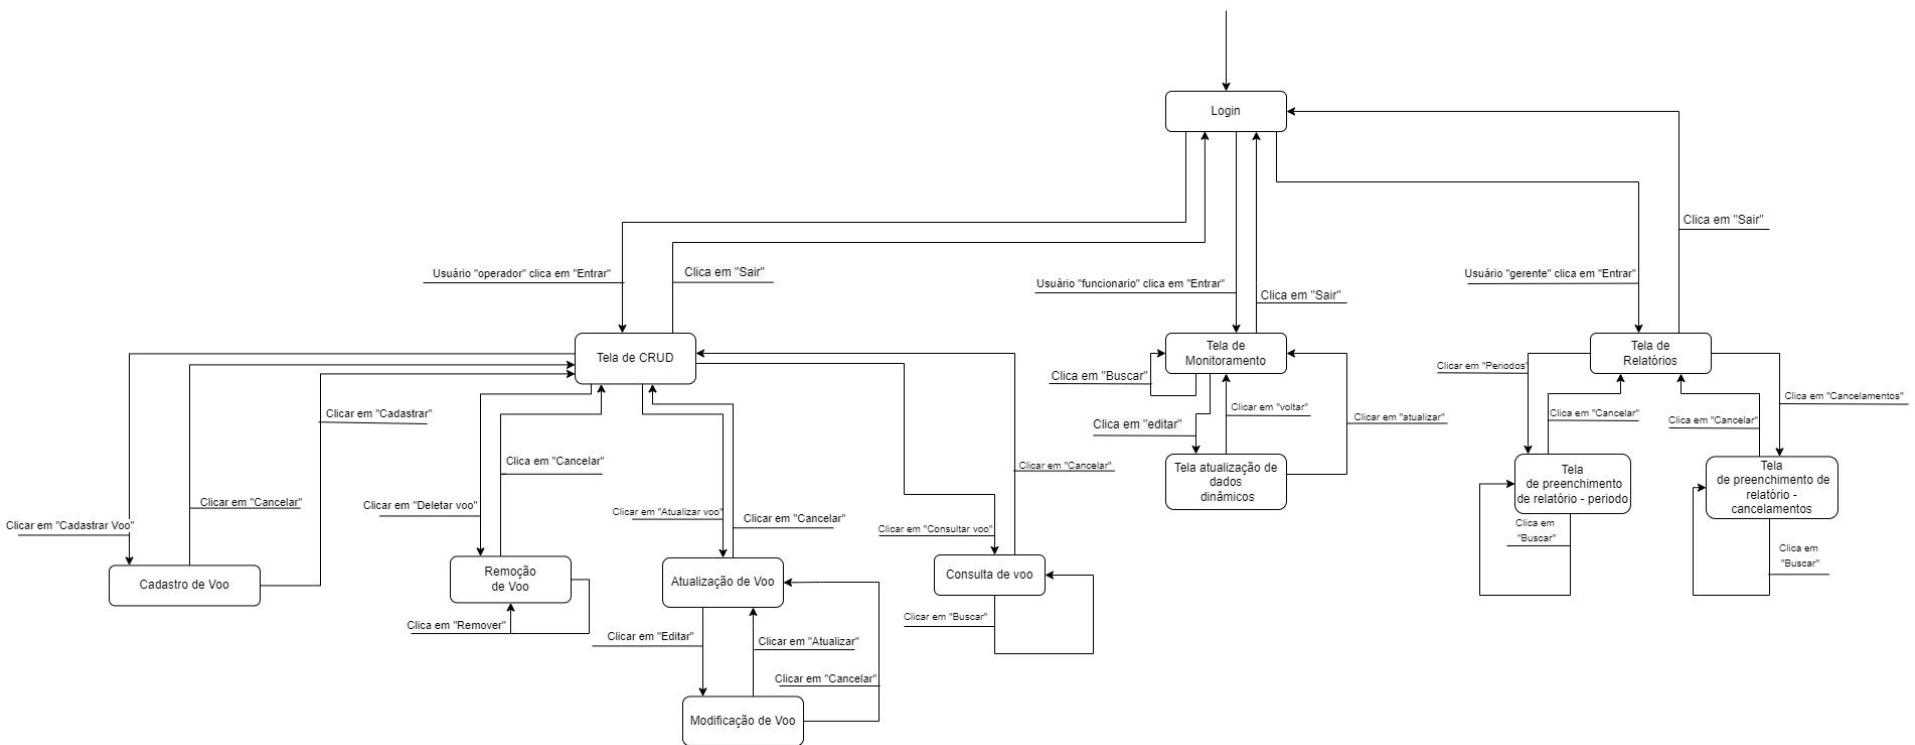 Login
Clica em "Sair"
Usuário "operador" clica em "Entrar"
Clica em "Sair"
Usuário "funcionario" clica em "Entrar"
Clica em "Sair"
Usuário "gerente" clica em "Entrar"
Tela de CRUD
Tela de
Monitoramento
Tela de
Relatórios
Clica em "Buscar"
Clicar em "Periodos"
Clica em "Cancelamentos"
Clicar em "Cadastrar"
Clicar em "voltar"
Clicar em "atualizar"
Clica em "Cancelar"
Clica em "Cancelar"
Clica em "editar"
Clica em "Cancelar"
Clicar em "Cancelar"
Tela atualização de
dados
dinâmicos
Tela
de preenchimento
de relatório - periodo
Tela
de preenchimento de
relatório -
cancelamentos
Clicar em "Cancelar"
Clicar em "Deletar voo"
Clicar em "Atualizar voo"
Clicar em "Cancelar"
Clicar em "Cadastrar Voo"
Clicar em "Consultar voo"
Clica em
"Buscar"
Clica em
"Buscar"
Cadastro de Voo
Remoção
de Voo
Atualização de Voo
Consulta de voo
Clica em "Remover"
Clicar em "Editar"
Clicar em "Atualizar"
Clicar em "Buscar"
Clicar em "Cancelar"
Modificação de Voo